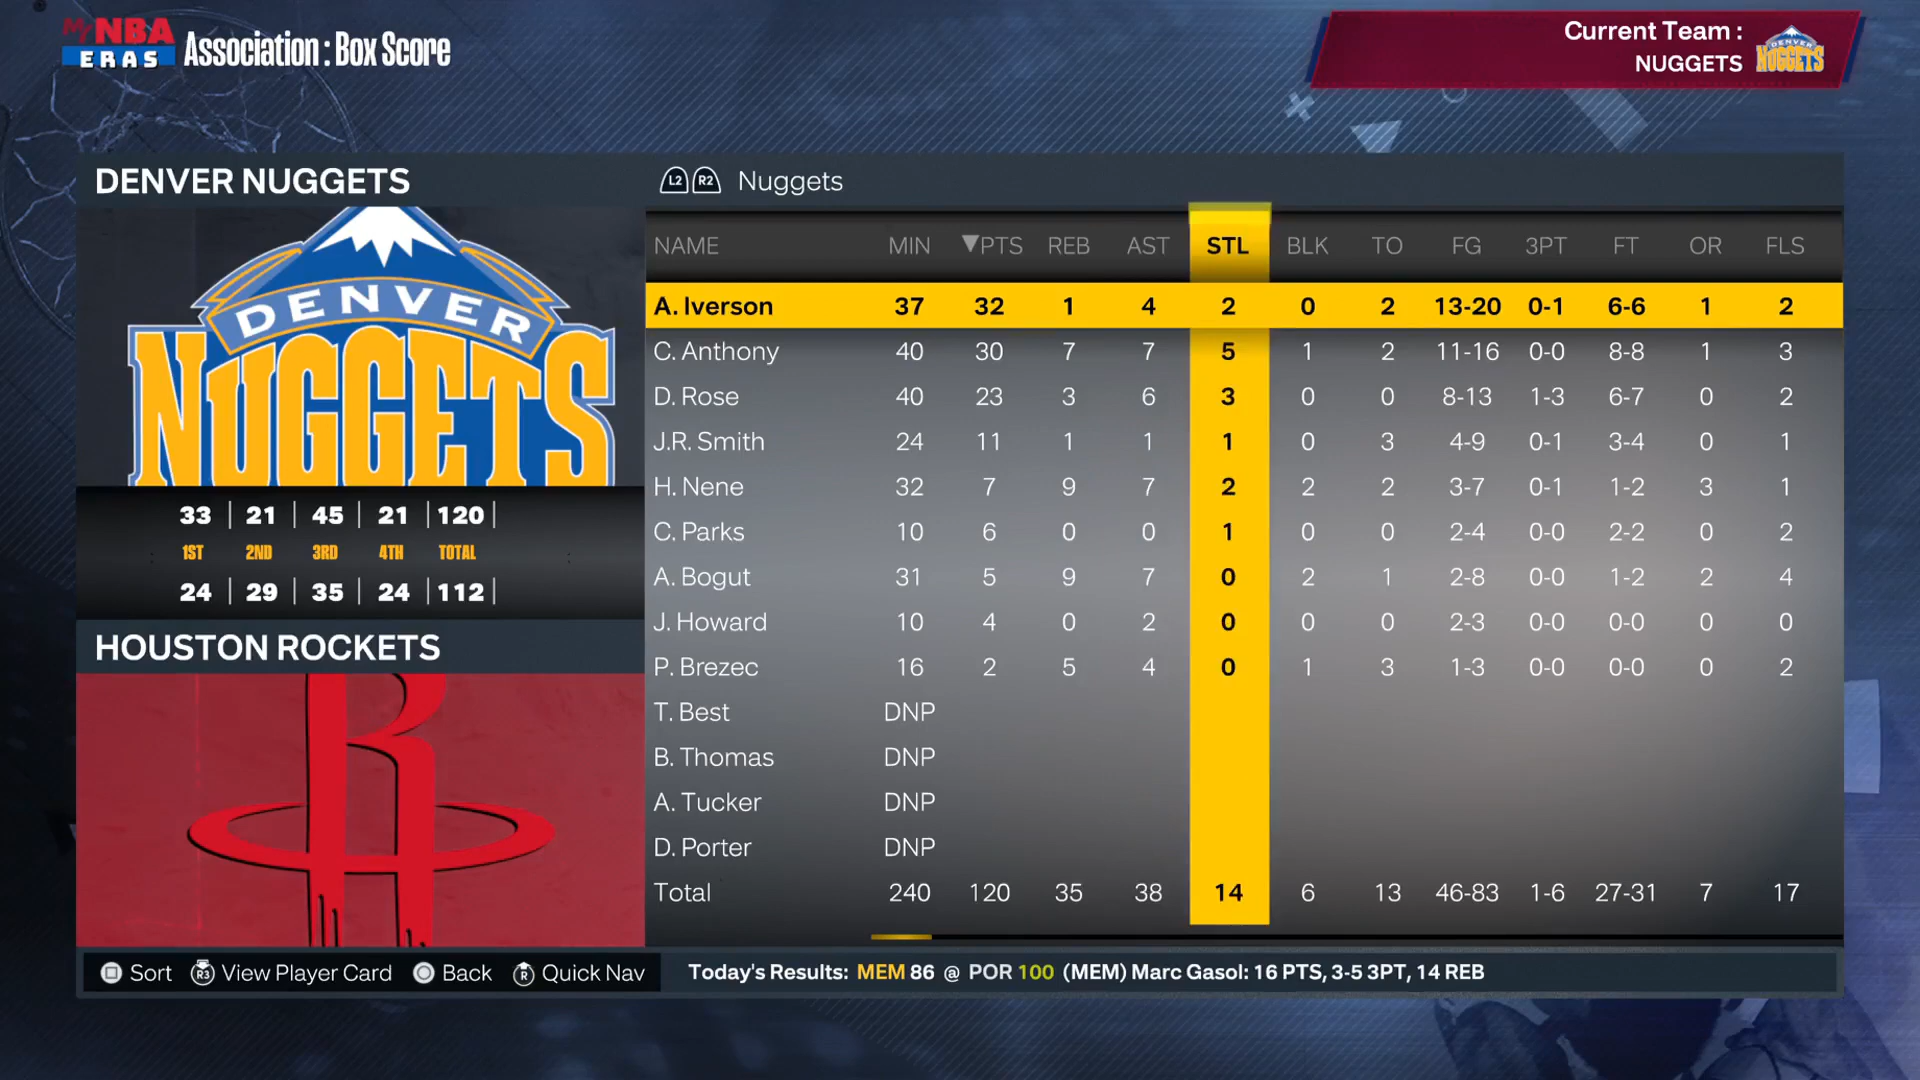 MyNBA ERAS Association : Box Score
Current Team :
NUGGETS
DENVER NUGGETS
DENVER NUGGETS
DENVER
NUGGETS
33 | 21 | 45 | 21 | 120 |
1ST 2ND 3RD 4TH TOTAL
24 | 29 | 35 | 24 | 112 |
HOUSTON ROCKETS
R
L2 R2 Nuggets
NAME MIN ▼PTS REB AST STL BLK TO FG 3PT FT OR FLS
A. Iverson 37 32 1 4 2 0 2 13-20 0-1 6-6 1 2
C. Anthony 40 30 7 7 5 1 2 11-16 0-0 8-8 1 3
D. Rose 40 23 3 6 3 0 0 8-13 1-3 6-7 0 2
J.R. Smith 24 11 1 1 1 0 3 4-9 0-1 3-4 0 1
H. Nene 32 7 9 7 2 2 2 3-7 0-1 1-2 3 1
C. Parks 10 6 0 0 1 0 0 2-4 0-0 2-2 0 2
A. Bogut 31 5 9 7 0 2 1 2-8 0-0 1-2 2 4
J. Howard 10 4 0 2 0 0 0 2-3 0-0 0-0 0 0
P. Brezec 16 2 5 4 0 1 3 1-3 0-0 0-0 0 2
T. Best DNP
B. Thomas DNP
A. Tucker DNP
D. Porter DNP
Total 240 120 35 38 14 6 13 46-83 1-6 27-31 7 17
Sort R3 View Player Card Back R Quick Nav
Today's Results: MEM 86 @ POR 100 (MEM) Marc Gasol: 16 PTS, 3-5 3PT, 14 REB